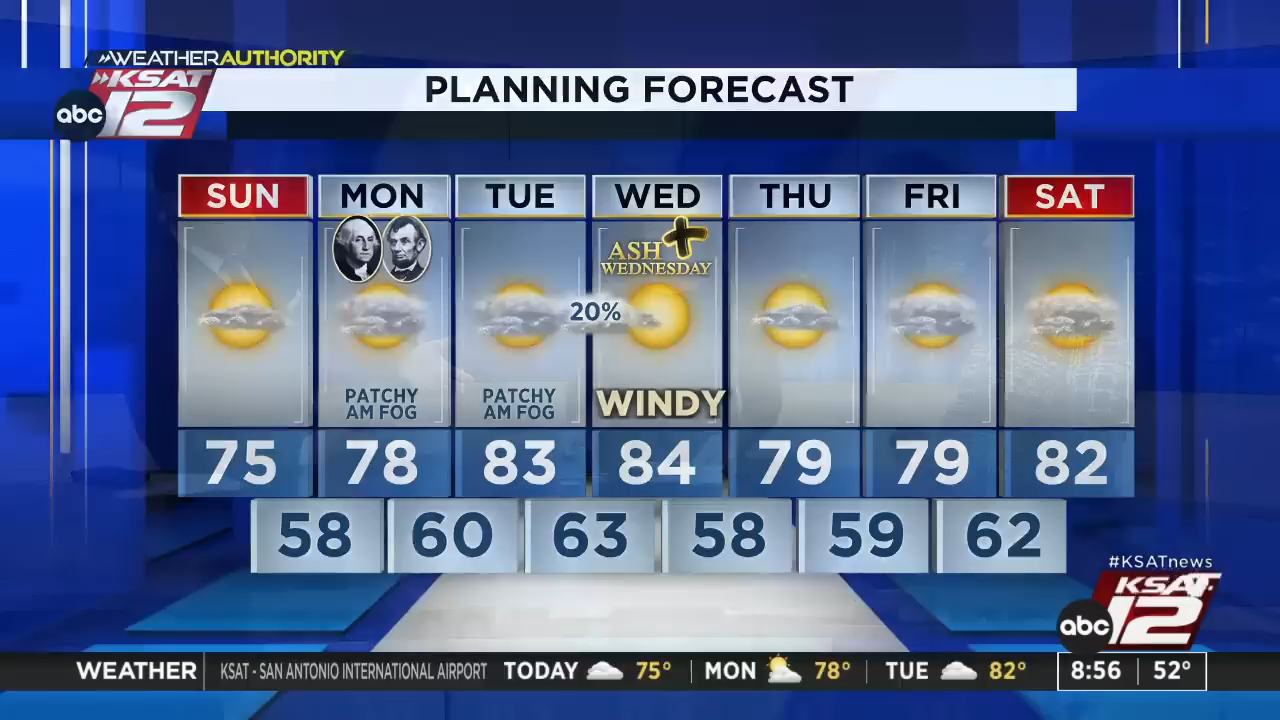 WEATHERAUTHORITY
KSAT
abc 12
PLANNING FORECAST
SUN MON TUE WED THU FRI SAT
ASH
WEDNESDAY
20%
PATCHY
AM FOG
PATCHY
AM FOG
WINDY
75 78 83 84 79 79 82
58 60 63 58 59 62
#KSATnews
KSAT
abc 12
WEATHER KSAT - SAN ANTONIO INTERNATIONAL AIRPORT TODAY 75° MON 78° TUE 82° 8:56 52°